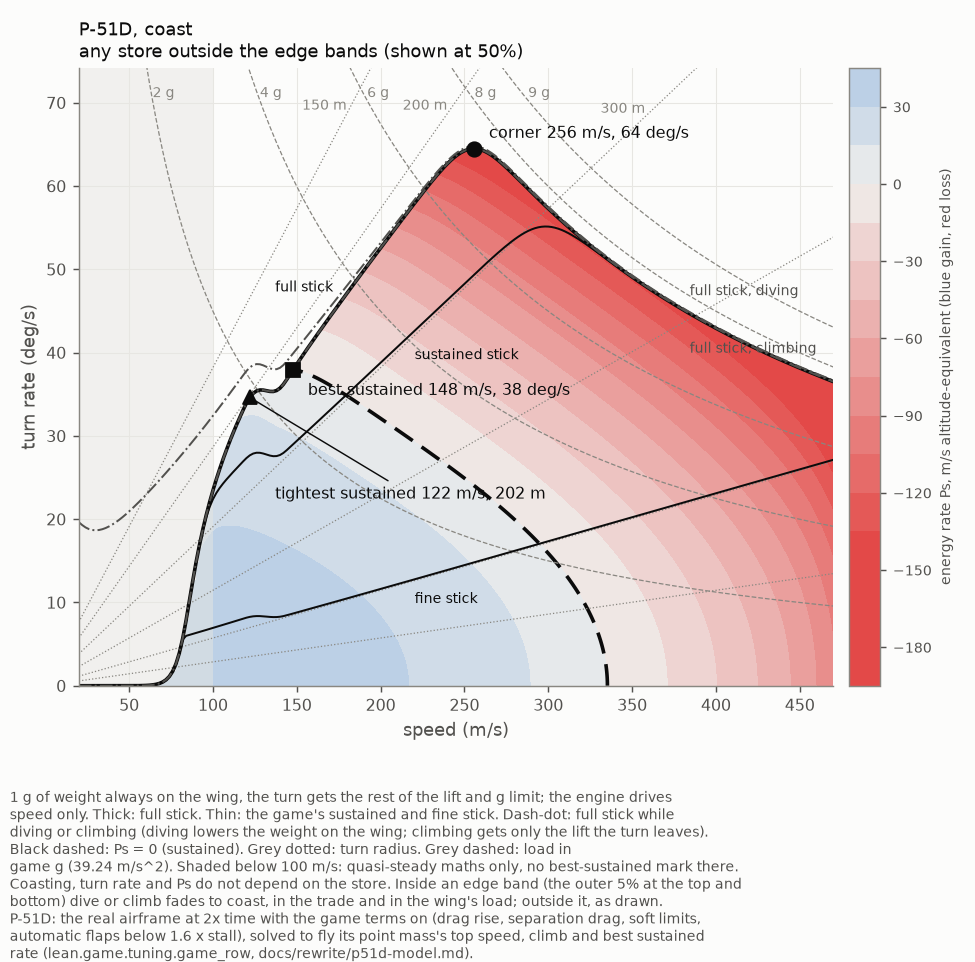 P-51D, coast
any store outside the edge bands (shown at 50%)
2 g
4 g
150 m
6 g
200 m
8 g
9 g
300 m
corner 256 m/s, 64 deg/s
full stick
full stick, diving
full stick, climbing
sustained stick
best sustained 148 m/s, 38 deg/s
tightest sustained 122 m/s, 202 m
fine stick
70
60
50
40
30
20
10
0
turn rate (deg/s)
50
100
150
200
250
300
350
400
450
speed (m/s)
30
0
−30
−60
−90
−120
−150
−180
energy rate Ps, m/s altitude-equivalent (blue gain, red loss)
1 g of weight always on the wing, the turn gets the rest of the lift and g limit; the engine drives
speed only. Thick: full stick. Thin: the game's sustained and fine stick. Dash-dot: full stick while
diving or climbing (diving lowers the weight on the wing; climbing gets only the lift the turn leaves).
Black dashed: Ps = 0 (sustained). Grey dotted: turn radius. Grey dashed: load in
game g (39.24 m/s^2). Shaded below 100 m/s: quasi-steady maths only, no best-sustained mark there.
Coasting, turn rate and Ps do not depend on the store. Inside an edge band (the outer 5% at the top and
bottom) dive or climb fades to coast, in the trade and in the wing's load; outside it, as drawn.
P-51D: the real airframe at 2x time with the game terms on (drag rise, separation drag, soft limits,
automatic flaps below 1.6 x stall), solved to fly its point mass's top speed, climb and best sustained
rate (lean.game.tuning.game_row, docs/rewrite/p51d-model.md).